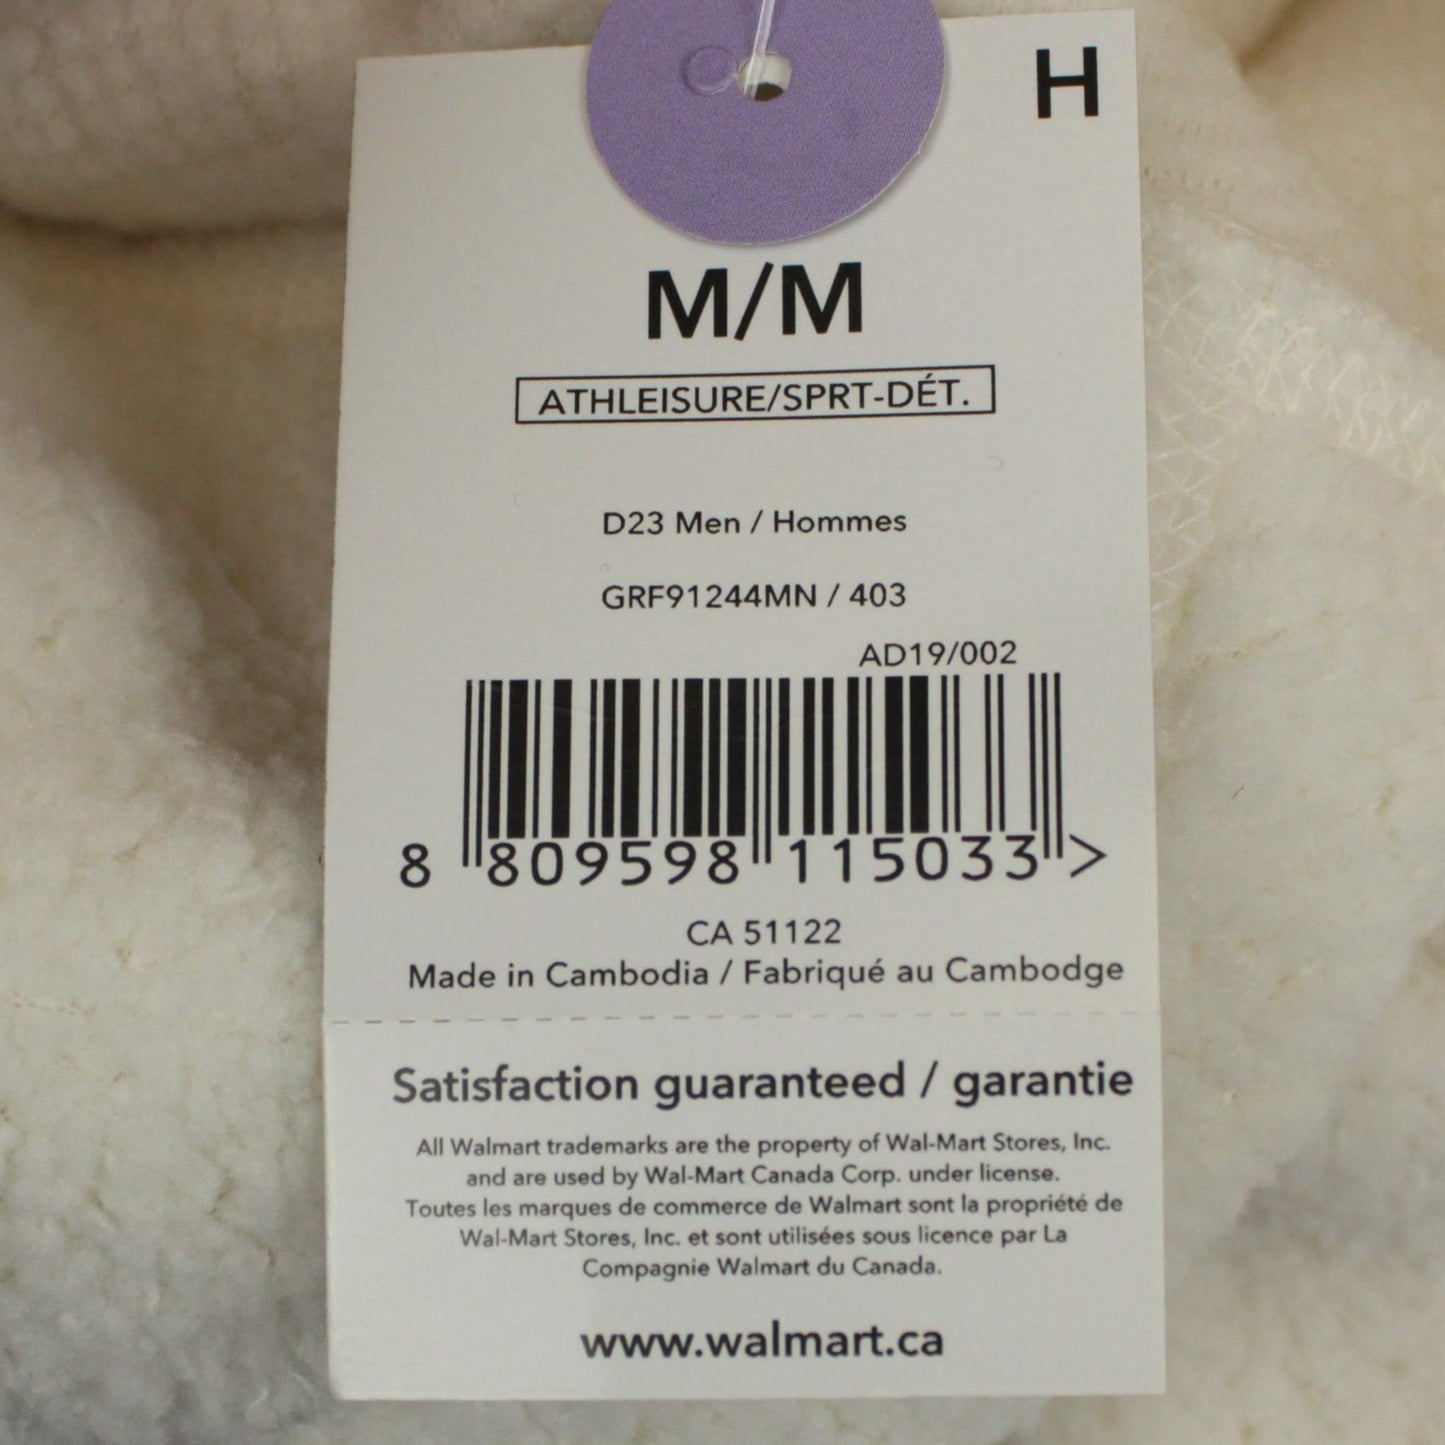 H
M/M
ATHLEISURE/SPRT-DÉT.
D23 Men / Hommes
GRF91244MN / 403
AD19/002
8 809598 115033 >
CA 51122
Made in Cambodia / Fabriqué au Cambodge
Satisfaction guaranteed / garantie
All Walmart trademarks are the property of Wal-Mart Stores, Inc.
and are used by Wal-Mart Canada Corp. under license.
Toutes les marques de commerce de Walmart sont la propriété de
Wal-Mart Stores, Inc. et sont utilisées sous licence par La
Compagnie Walmart du Canada.
www.walmart.ca